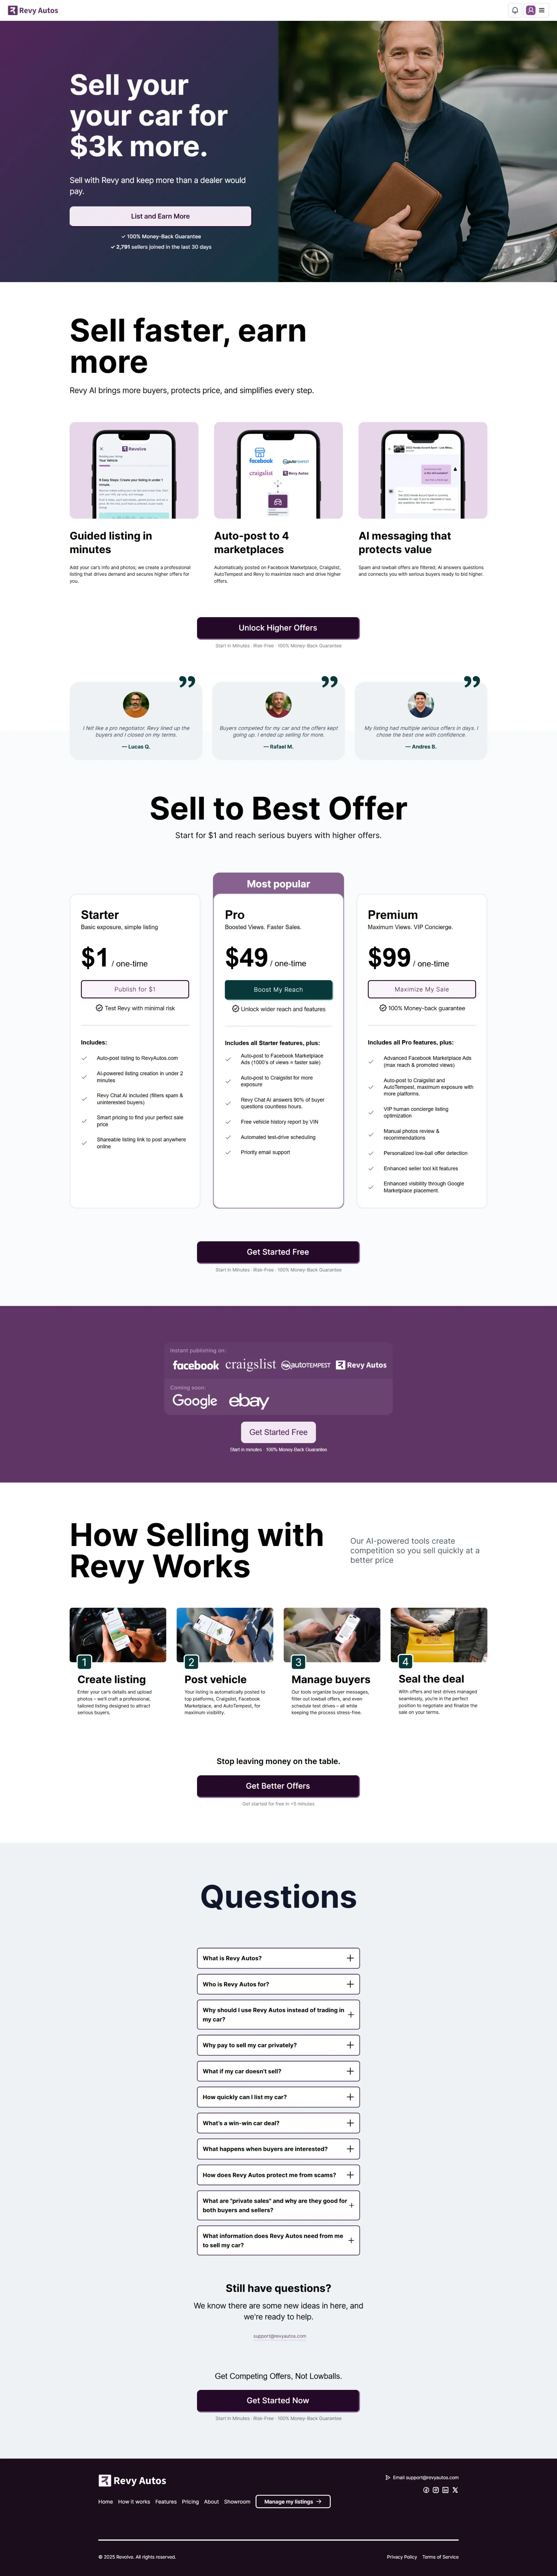 Revy Autos
Sell your
your car for
$3k more.
Sell with Revy and keep more than a dealer would
pay.
List and Earn More
✓ 100% Money-Back Guarantee
✓ 2,791 sellers joined in the last 30 days
Sell faster, earn
more
Revy AI brings more buyers, protects price, and simplifies every step.
Revolve
Your Vehicle
5 Easy Steps: Create your listing in under 1
minute.
facebook
autotempest
craigslist
Revy Autos
Guided listing in
minutes
Add your car's info and photos; we create a professional
listing that drives demand and secures higher offers for
you.
Auto-post to 4
marketplaces
Automatically posted on Facebook Marketplace, Craigslist,
AutoTempest and Revy to maximize reach and drive higher
offers.
AI messaging that
protects value
Spam and lowball offers are filtered; AI answers questions
and connects you with serious buyers ready to bid higher.
Unlock Higher Offers
Start in Minutes · Risk-Free · 100% Money-Back Guarantee
I felt like a pro negotiator. Revy lined up the
buyers and I closed on my terms.
— Lucas Q.
Buyers competed for my car and the offers kept
going up. I ended up selling for more.
— Rafael M.
My listing had multiple serious offers in days. I
chose the best one with confidence.
— Andres B.
Sell to Best Offer
Start for $1 and reach serious buyers with higher offers.
Starter
Basic exposure, simple listing
$1 / one-time
Publish for $1
Test Revy with minimal risk
Includes:
Auto-post listing to RevyAutos.com
AI-powered listing creation in under 2
minutes
Revy Chat AI included (filters spam &
uninterested buyers)
Smart pricing to find your perfect sale
price
Shareable listing link to post anywhere
online
Most popular
Pro
Boosted Views. Faster Sales.
$49 / one-time
Boost My Reach
Unlock wider reach and features
Includes all Starter features, plus:
Auto-post to Facebook Marketplace
Ads (1000's of views = faster sale)
Auto-post to Craigslist for more
exposure
Revy Chat AI answers 90% of buyer
questions countless hours.
Free vehicle history report by VIN
Automated test-drive scheduling
Priority email support
Premium
Maximum Views. VIP Concierge.
$99 / one-time
Maximize My Sale
100% Money-back guarantee
Includes all Pro features, plus:
Advanced Facebook Marketplace Ads
(max reach & promoted views)
Auto-post to Craigslist and
AutoTempest, maximum exposure with
more platforms.
VIP human concierge listing
optimization
Manual photos review &
recommendations
Personalized low-ball offer detection
Enhanced seller tool kit features
Enhanced visibility through Google
Marketplace placement.
Get Started Free
Start in Minutes · Risk-Free · 100% Money-Back Guarantee
Instant publishing on:
facebook craigslist autoTEMPEST Revy Autos
Coming soon:
Google ebay
Get Started Free
Start in minutes · 100% Money-Back Guarantee
How Selling with
Revy Works
Our AI-powered tools create
competition so you sell quickly at a
better price
1
Create listing
Enter your car's details and upload
photos – we'll craft a professional,
tailored listing designed to attract
serious buyers.
2
Post vehicle
Your listing is automatically posted to
top platforms, Craigslist, Facebook
Marketplace, and AutoTempest, for
maximum visibility.
3
Manage buyers
Our tools organize buyer messages,
filter out lowball offers, and even
schedule test drives – all while
keeping the process stress-free.
4
Seal the deal
With offers and test drives managed
seamlessly, you're in the perfect
position to negotiate and finalize the
sale on your terms.
Stop leaving money on the table.
Get Better Offers
Get started for free in <5 minutes
Questions
What is Revy Autos?
Who is Revy Autos for?
Why should I use Revy Autos instead of trading in
my car?
Why pay to sell my car privately?
What if my car doesn't sell?
How quickly can I list my car?
What's a win-win car deal?
What happens when buyers are interested?
How does Revy Autos protect me from scams?
What are "private sales" and why are they good for
both buyers and sellers?
What information does Revy Autos need from me
to sell my car?
Still have questions?
We know there are some new ideas in here, and
we're ready to help.
support@revyautos.com
Get Competing Offers, Not Lowballs.
Get Started Now
Start in Minutes · Risk-Free · 100% Money-Back Guarantee
Revy Autos
Email support@revyautos.com
Home How it works Features Pricing About Showroom Manage my listings →
© 2025 Revolve. All rights reserved.
Privacy Policy Terms of Service